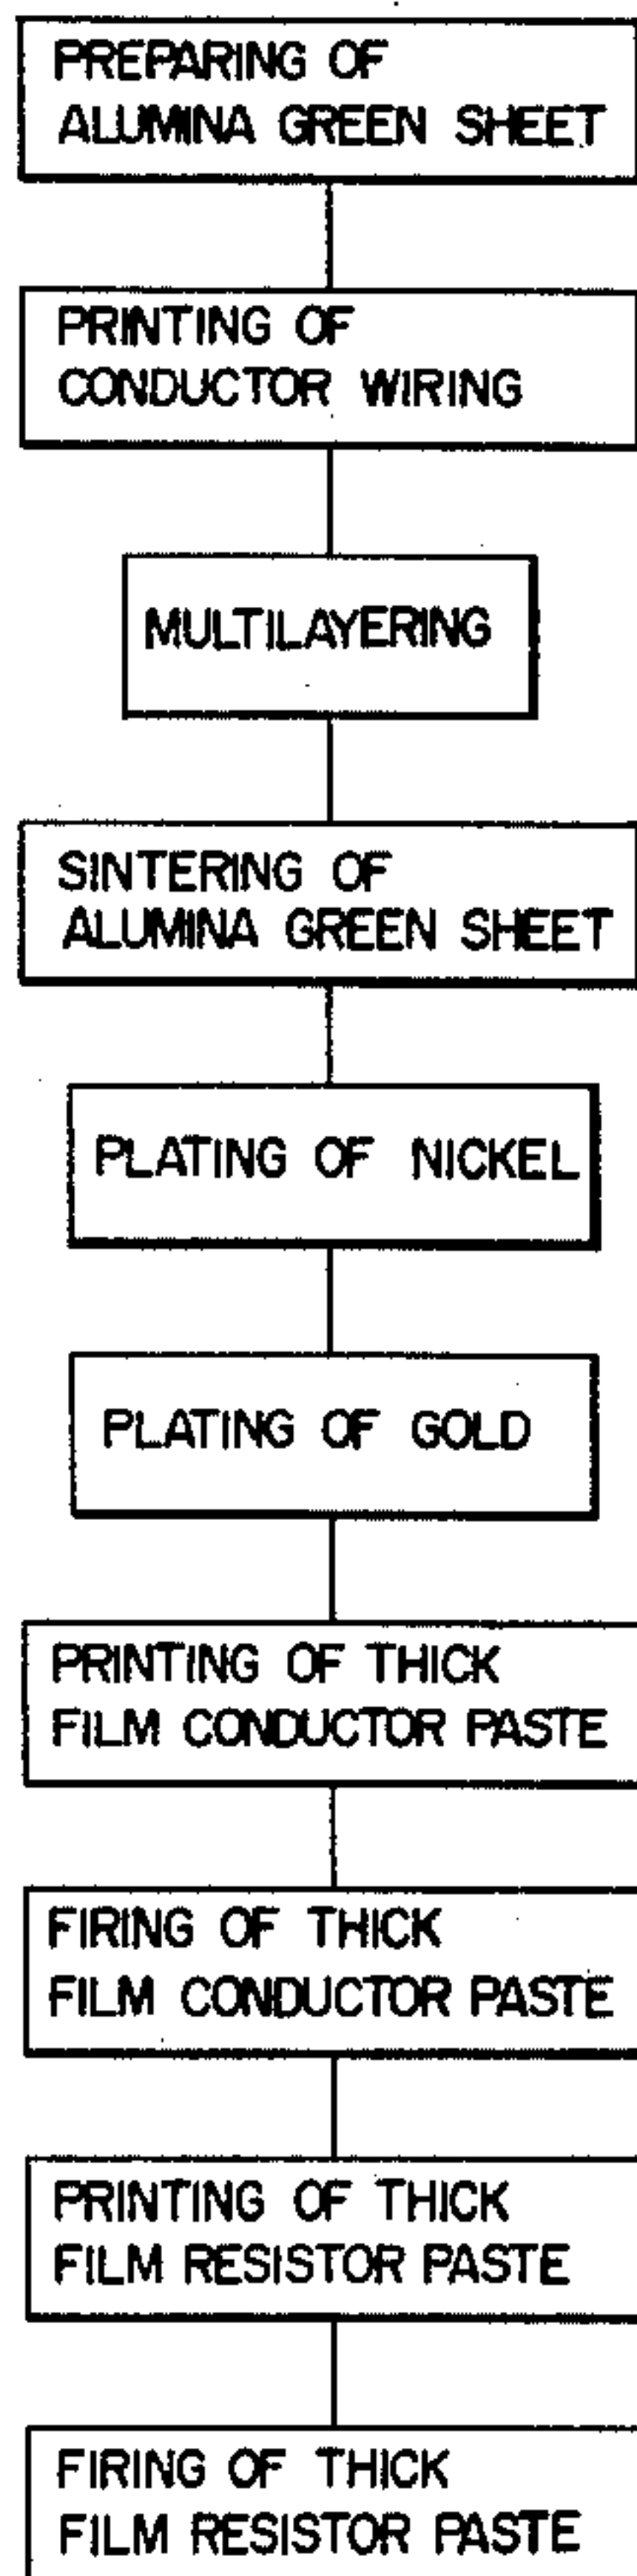 PREPARING OF
ALUMINA GREEN SHEET
PRINTING OF
CONDUCTOR WIRING
MULTILAYERING
SINTERING OF
ALUMINA GREEN SHEET
PLATING OF NICKEL
PLATING OF GOLD
PRINTING OF THICK
FILM CONDUCTOR PASTE
FIRING OF THICK
FILM CONDUCTOR PASTE
PRINTING OF THICK
FILM RESISTOR PASTE
FIRING OF THICK
FILM RESISTOR PASTE